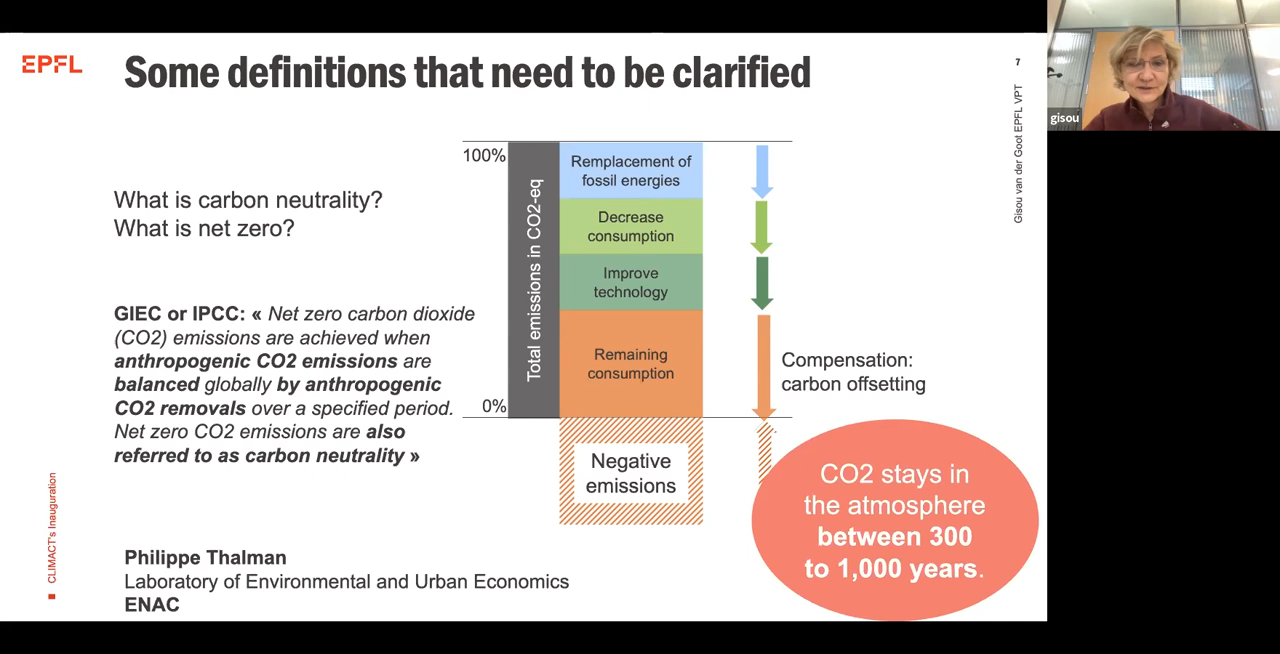 EPFL
Some definitions that need to be clarified
7
Gisou van der Goot EPFL VPT
gisou
What is carbon neutrality?
What is net zero?
GIEC or IPCC: « Net zero carbon dioxide
(CO2) emissions are achieved when
anthropogenic CO2 emissions are
balanced globally by anthropogenic
CO2 removals over a specified period.
Net zero CO2 emissions are also
referred to as carbon neutrality »
100%
0%
Total emissions in CO2-eq
Remplacement of
fossil energies
Decrease
consumption
Improve
technology
Remaining
consumption
Negative
emissions
Compensation:
carbon offsetting
CO2 stays in
the atmosphere
between 300
to 1,000 years.
CLIMACT's Inauguration
Philippe Thalman
Laboratory of Environmental and Urban Economics
ENAC